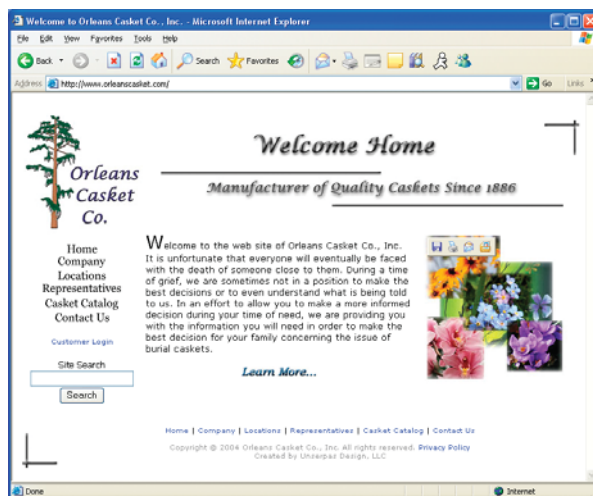 Welcome to Orleans Casket Co., Inc. - Microsoft Internet Explorer
File Edit View Favorites Tools Help
Back Search Favorites
Address http://www.orleanscasket.com/ Go Links
Orleans
Casket
Co.
Welcome Home
Manufacturer of Quality Caskets Since 1886
Home
Company
Locations
Representatives
Casket Catalog
Contact Us
Customer Login
Site Search
Search
Welcome to the web site of Orleans Casket Co., Inc.
It is unfortunate that everyone will eventually be faced
with the death of someone close to them. During a time
of grief, we are sometimes not in a position to make the
best decisions or to even understand what is being told
to us. In an effort to allow you to make a more informed
decision during your time of need, we are providing you
with the information you will need in order to make the
best decision for your family concerning the issue of
burial caskets.
Learn More...
Home | Company | Locations | Representatives | Casket Catalog | Contact Us
Copyright © 2004 Orleans Casket Co., Inc. All rights reserved. Privacy Policy
Created by Unsarpas Design, LLC
Done Internet